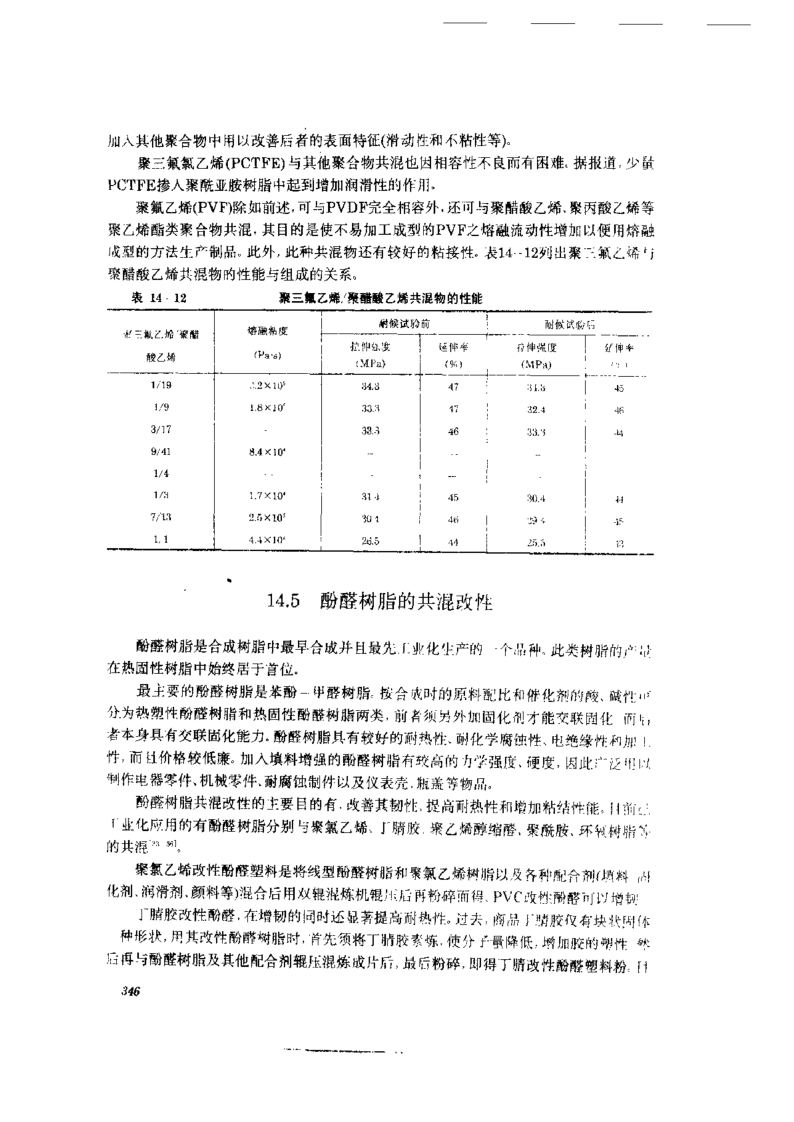 加入其他聚合物中用以改善后者的表面特征(滑动性和不粘性等)。
聚三氟氯乙烯(PCTFE)与其他聚合物共混也因相容性不良而有困难。据报道,少量
PCTFE掺入聚酰亚胺树脂中起到增加润滑性的作用。
聚氟乙烯(PVF)除如前述,可与PVDF完全相容外,还可与聚醋酸乙烯、聚丙酸乙烯等
聚乙烯酯类聚合物共混,其目的是使不易加工成型的PVF之熔融流动性增加以便用熔融
成型的方法生产制品。此外,此种共混物还有较好的粘接性。表14-12列出聚三氟乙烯与
聚醋酸乙烯共混物的性能与组成的关系。
表 14-12 聚三氟乙烯/聚醋酸乙烯共混物的性能
聚三氟乙烯/聚醋 熔融粘度 耐候试验前 耐候试验后
酸乙烯 (Pa·s) 拉伸强度 延伸率 拉伸强度 延伸率
(MPa) (%) (MPa)
1/19 34.3 47 45
1/9 33.3 47 32.4 46
3/17 - 33.3 46 33.3 44
9/41 8.4×10⁴ - -- -
1/4 -- - -- -
1/3 1.7×10⁴ 45 30.4 44
7/13 46 45
1.1 26.5 44 25.5
14.5 酚醛树脂的共混改性
酚醛树脂是合成树脂中最早合成并且最先工业化生产的一个品种。此类树脂的产量
在热固性树脂中始终居于首位。
最主要的酚醛树脂是苯酚-甲醛树脂。按合成时的原料配比和催化剂的酸、碱性可
分为热塑性酚醛树脂和热固性酚醛树脂两类,前者须另外加固化剂才能交联固化,而后
者本身具有交联固化能力。酚醛树脂具有较好的耐热性、耐化学腐蚀性、电绝缘性和加工
性,而且价格较低廉。加入填料增强的酚醛树脂有较高的力学强度、硬度,因此广泛用以
制作电器零件、机械零件、耐腐蚀制件以及仪表壳、瓶盖等物品。
酚醛树脂共混改性的主要目的有,改善其韧性、提高耐热性和增加粘结性能。目前已
工业化应用的有酚醛树脂分别与聚氯乙烯、丁腈胶、聚乙烯醇缩醛、聚酰胺、环氧树脂等
的共混。
聚氯乙烯改性酚醛塑料是将线型酚醛树脂和聚氯乙烯树脂以及各种配合剂(填料、固
化剂、润滑剂、颜料等)混合后用双辊混炼机辊压后再粉碎而得。PVC改性酚醛可以增韧
丁腈胶改性酚醛,在增韧的同时还显著提高耐热性。过去,商品丁腈胶仅有块状固体
一种形状,用其改性酚醛树脂时,首先须将丁腈胶素炼,使分子量降低,增加胶的塑性,然
后再与酚醛树脂及其他配合剂辊压混炼成片后,最后粉碎,即得丁腈改性酚醛塑料粉。目
346